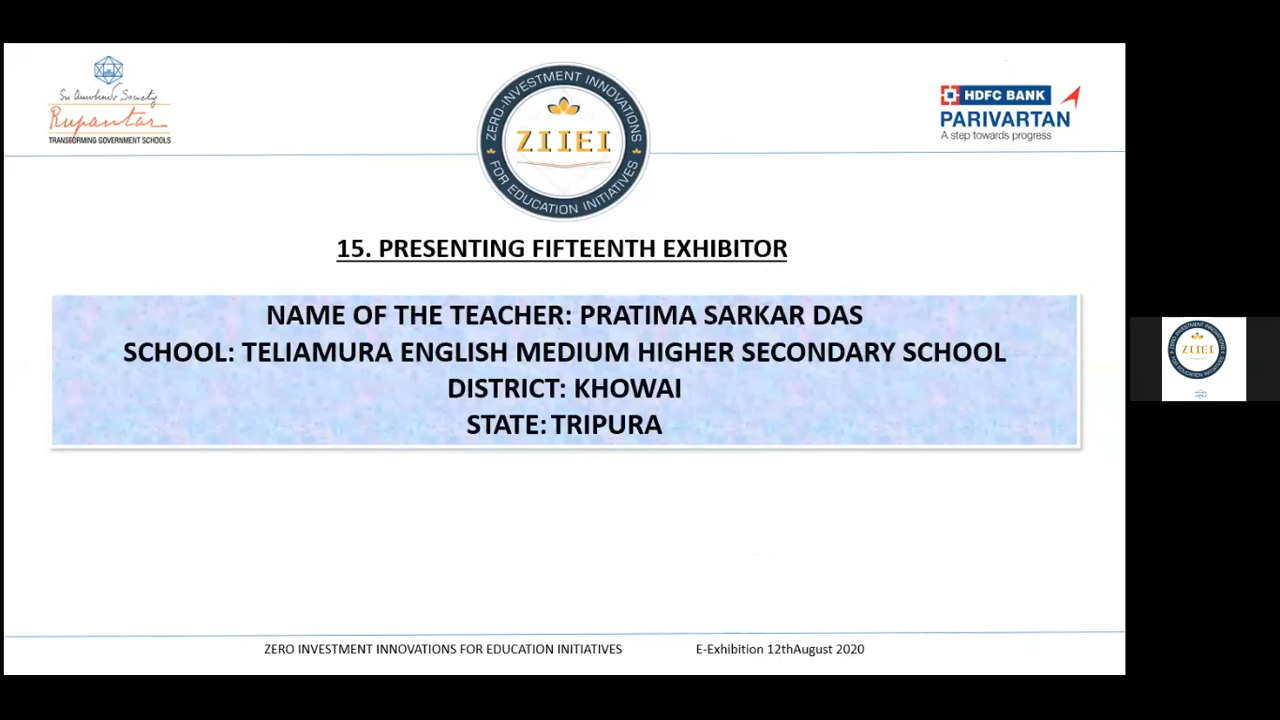 Sri Aurobindo Society
Rupantar
TRANSFORMING GOVERNMENT SCHOOLS
ZERO-INVESTMENT INNOVATIONS
ZIIEI
FOR EDUCATION INITIATIVES
HDFC BANK
PARIVARTAN
A step towards progress
15. PRESENTING FIFTEENTH EXHIBITOR
NAME OF THE TEACHER: PRATIMA SARKAR DAS
SCHOOL: TELIAMURA ENGLISH MEDIUM HIGHER SECONDARY SCHOOL
DISTRICT: KHOWAI
STATE: TRIPURA
ZIIEI
ZERO INVESTMENT INNOVATIONS FOR EDUCATION INITIATIVES
E-Exhibition 12thAugust 2020